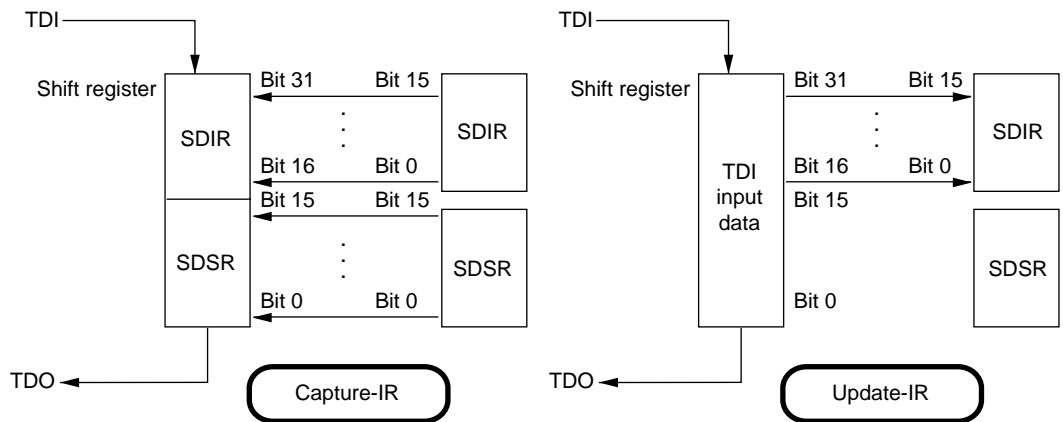 TDI
Shift register
Bit 31 Bit 15
SDIR
SDIR
.
.
.
Bit 16 Bit 0
Bit 15 Bit 15
SDSR
SDSR
.
.
.
Bit 0 Bit 0
TDO
Capture-IR
TDI
Shift register
Bit 31 Bit 15
SDIR
.
.
.
Bit 16 Bit 0
TDI
input
data
Bit 15
SDSR
Bit 0
TDO
Update-IR